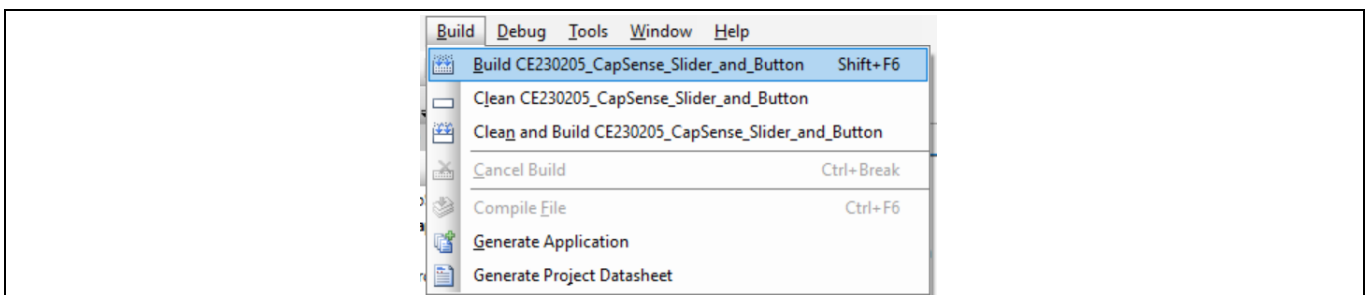 Build Debug Tools Window Help
Build CE230205_CapSense_Slider_and_Button Shift+F6
Clean CE230205_CapSense_Slider_and_Button
Clean and Build CE230205_CapSense_Slider_and_Button
Cancel Build Ctrl+Break
Compile File Ctrl+F6
Generate Application
Generate Project Datasheet